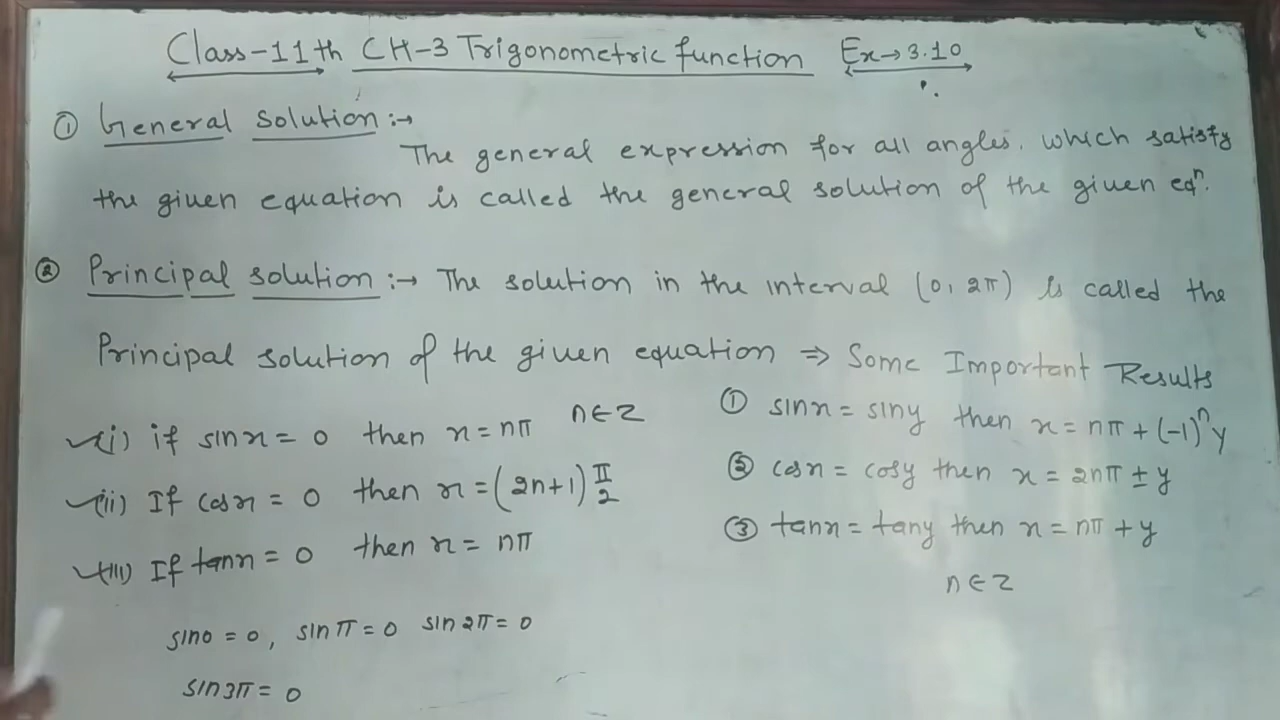 Class-11th CH-3 Trigonometric function Ex→3.10
① General solution :→
The general expression for all angles. which satisfy
the given equation is called the general solution of the given eqⁿ.
② Principal solution :→ The solution in the interval (0, 2π) is called the
Principal solution of the given equation ⇒ Some Important Results
(i) if sinx = 0 then x = nπ n∈Z
(ii) If cosx = 0 then x = (2n+1) π/2
(iii) If tanx = 0 then x = nπ
sin0 = 0, sinπ = 0 sin2π = 0
sin3π = 0
① sinx = siny then x = nπ + (-1)ⁿy
② cosx = cosy then x = 2nπ ± y
③ tanx = tany then x = nπ + y
n∈Z